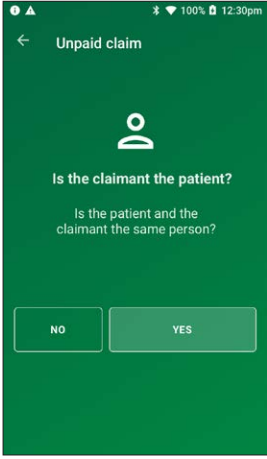 100% 12:30pm
Unpaid claim
Is the claimant the patient?
Is the patient and the
claimant the same person?
NO YES